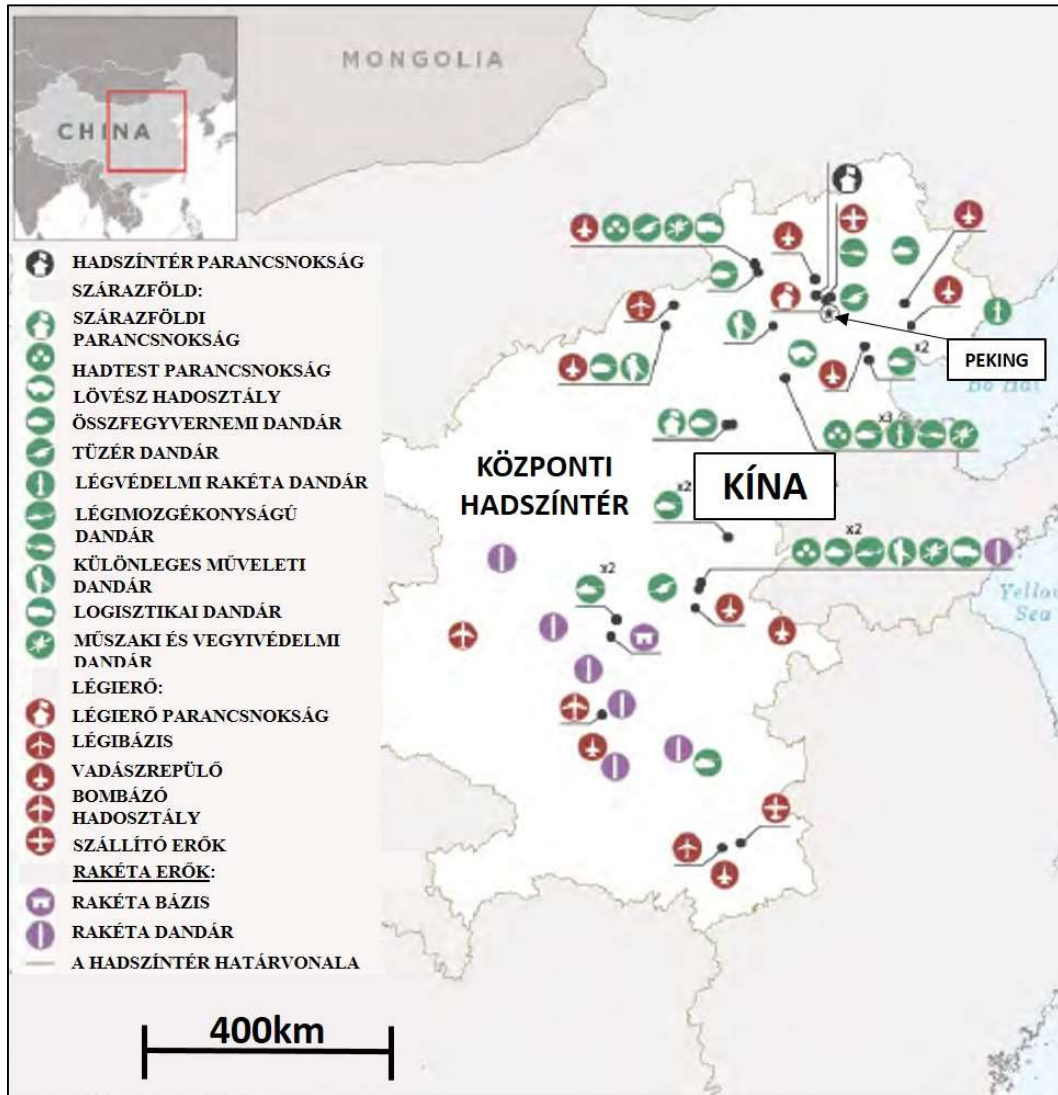 MONGOLIA
CHINA
HADSZÍNTÉR PARANCSNOKSÁG
SZÁRAZFÖLD:
SZÁRAZFÖLDI
PARANCSNOKSÁG
HADTEST PARANCSNOKSÁG
LÖVÉSZ HADOSZTÁLY
ÖSSZFEGYVERNEMI DANDÁR
TÜZÉR DANDÁR
LÉGVÉDELMI RAKÉTA DANDÁR
LÉGIMOZGÉKONYSÁGÚ
DANDÁR
KÜLÖNLEGES MŰVELETI
DANDÁR
LOGISZTIKAI DANDÁR
MŰSZAKI ÉS VEGYIVÉDELMI
DANDÁR
LÉGIERŐ:
LÉGIERŐ PARANCSNOKSÁG
LÉGIBÁZIS
VADÁSZREPÜLŐ
BOMBÁZÓ
HADOSZTÁLY
SZÁLLÍTÓ ERŐK
RAKÉTA ERŐK:
RAKÉTA BÁZIS
RAKÉTA DANDÁR
A HADSZÍNTÉR HATÁRVONALA
400km
x2
PEKING
Bo Hai
x3
KÖZPONTI
HADSZÍNTÉR
KÍNA
x2
x2
x2
Yellow
Sea